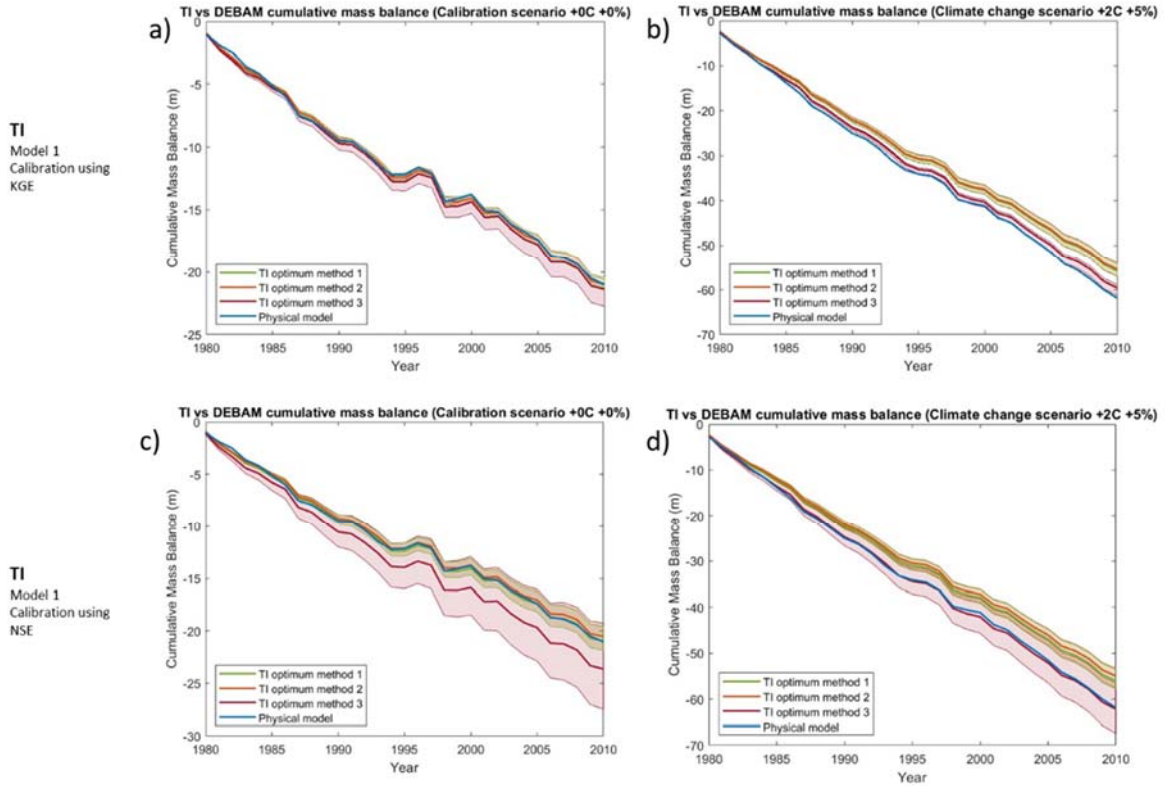 TI vs DEBAM cumulative mass balance (Calibration scenario +0C +0%)
a)
0
-5
-10
-15
-20
-25
Cumulative Mass Balance (m)
TI optimum method 1
TI optimum method 2
TI optimum method 3
Physical model
1980 1985 1990 1995 2000 2005 2010
Year
TI vs DEBAM cumulative mass balance (Climate change scenario +2C +5%)
b)
0
-10
-20
-30
-40
-50
-60
-70
Cumulative Mass Balance (m)
TI optimum method 1
TI optimum method 2
TI optimum method 3
Physical model
1980 1985 1990 1995 2000 2005 2010
Year
TI
Model 1
Calibration using
KGE
TI vs DEBAM cumulative mass balance (Calibration scenario +0C +0%)
c)
0
-5
-10
-15
-20
-25
-30
Cumulative Mass Balance (m)
TI optimum method 1
TI optimum method 2
TI optimum method 3
Physical model
1980 1985 1990 1995 2000 2005 2010
Year
TI vs DEBAM cumulative mass balance (Climate change scenario +2C +5%)
d)
0
-10
-20
-30
-40
-50
-60
-70
Cumulative Mass Balance (m)
TI optimum method 1
TI optimum method 2
TI optimum method 3
Physical model
1980 1985 1990 1995 2000 2005 2010
Year
TI
Model 1
Calibration using
NSE